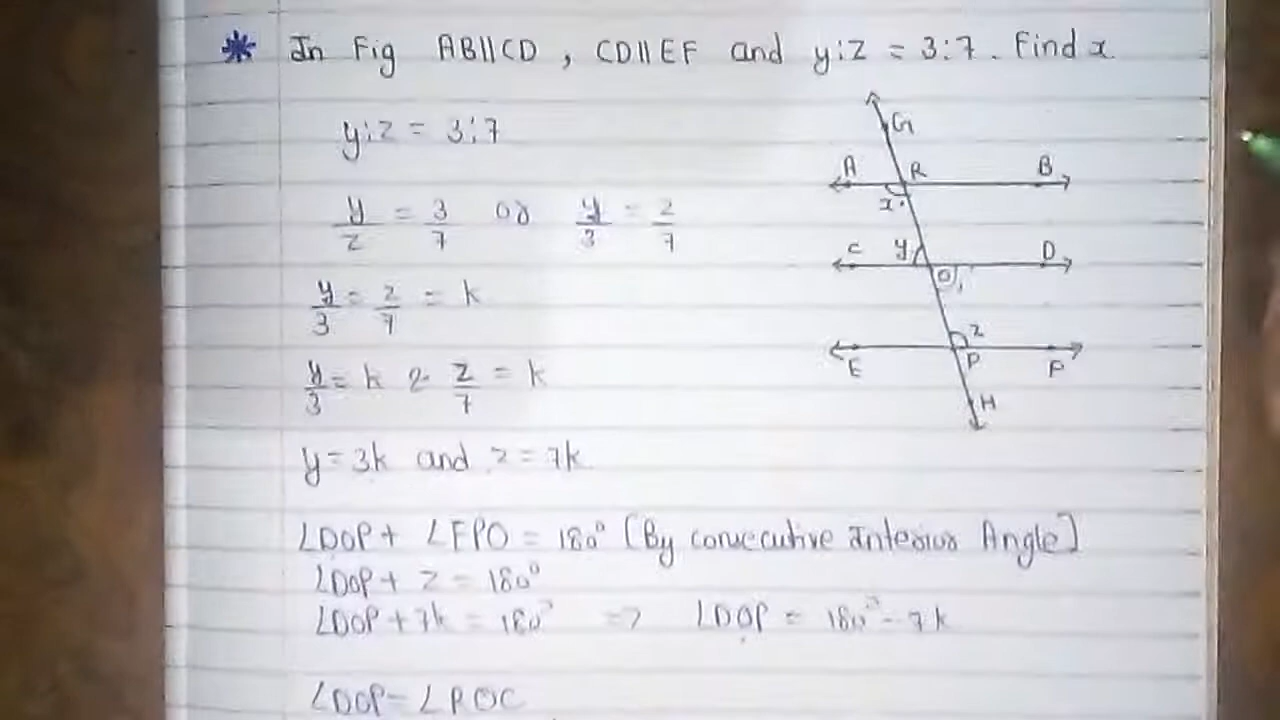 * In Fig AB||CD , CD||EF and y:z = 3:7. Find x
y:z = 3:7
y/z = 3/7 or y/3 = z/7
y/3 = z/7 = k
y/3 = k & z/7 = k
y = 3k and z = 7k
∠DOP + ∠FPO = 180° [By consecutive Interior Angle]
∠DOP + z = 180°
∠DOP + 7k = 180° => ∠DOP = 180° - 7k
∠DOP = ∠ROC
G
A R B
x
C y D
O
z
E P F
H